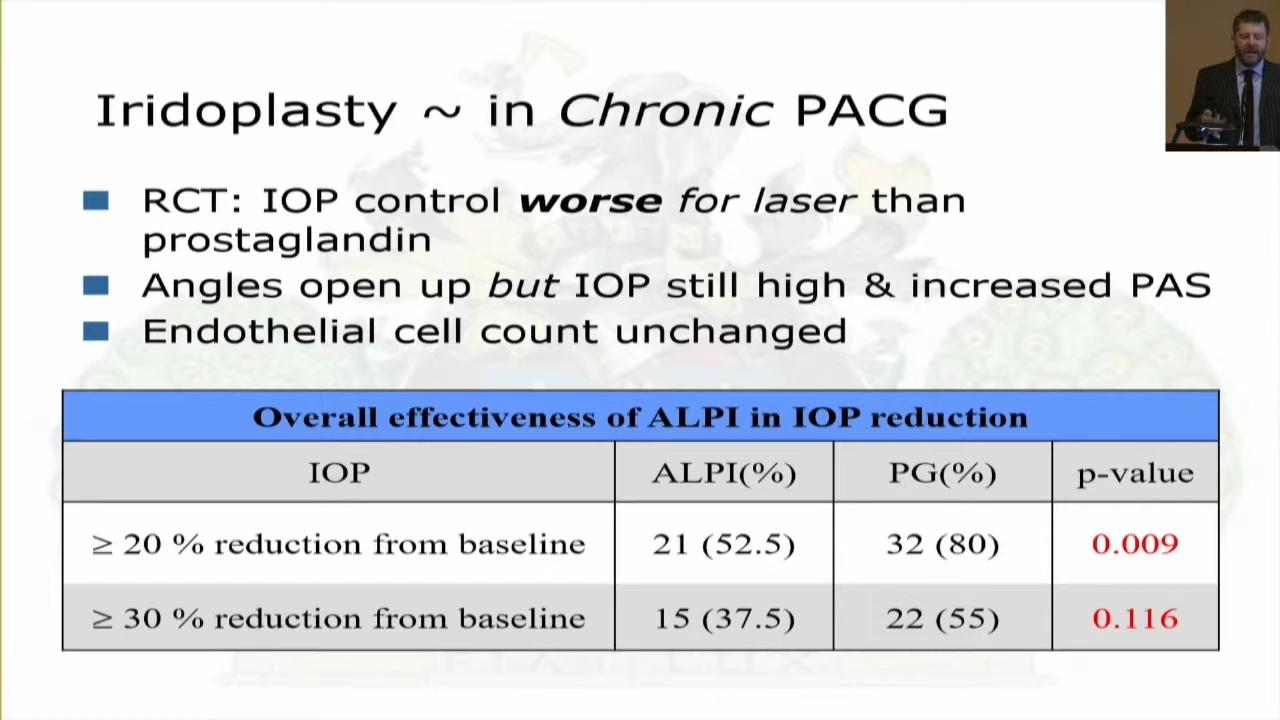 Iridoplasty ~ in Chronic PACG
RCT: IOP control worse for laser than
prostaglandin
Angles open up but IOP still high & increased PAS
Endothelial cell count unchanged
Overall effectiveness of ALPI in IOP reduction
IOP ALPI(%) PG(%) p-value
≥ 20 % reduction from baseline 21 (52.5) 32 (80) 0.009
≥ 30 % reduction from baseline 15 (37.5) 22 (55) 0.116
FIAT LUX